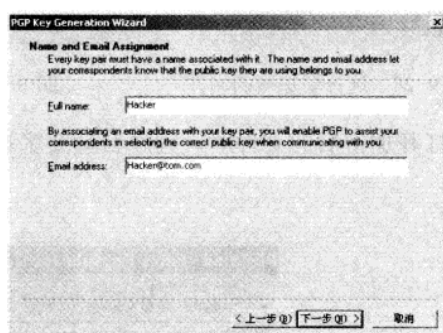 PGP Key Generation Wizard
Name and Email Assignment
Every key pair must have a name associated with it. The name and email address let
your correspondents know that the public key they are using belongs to you.
Full name: Hacker
By associating an email address with your key pair, you will enable PGP to assist your
correspondents in selecting the correct public key when communicating with you.
Email address: Hacker@tom.com
< 上一步(B) 下一步(N) > 取消